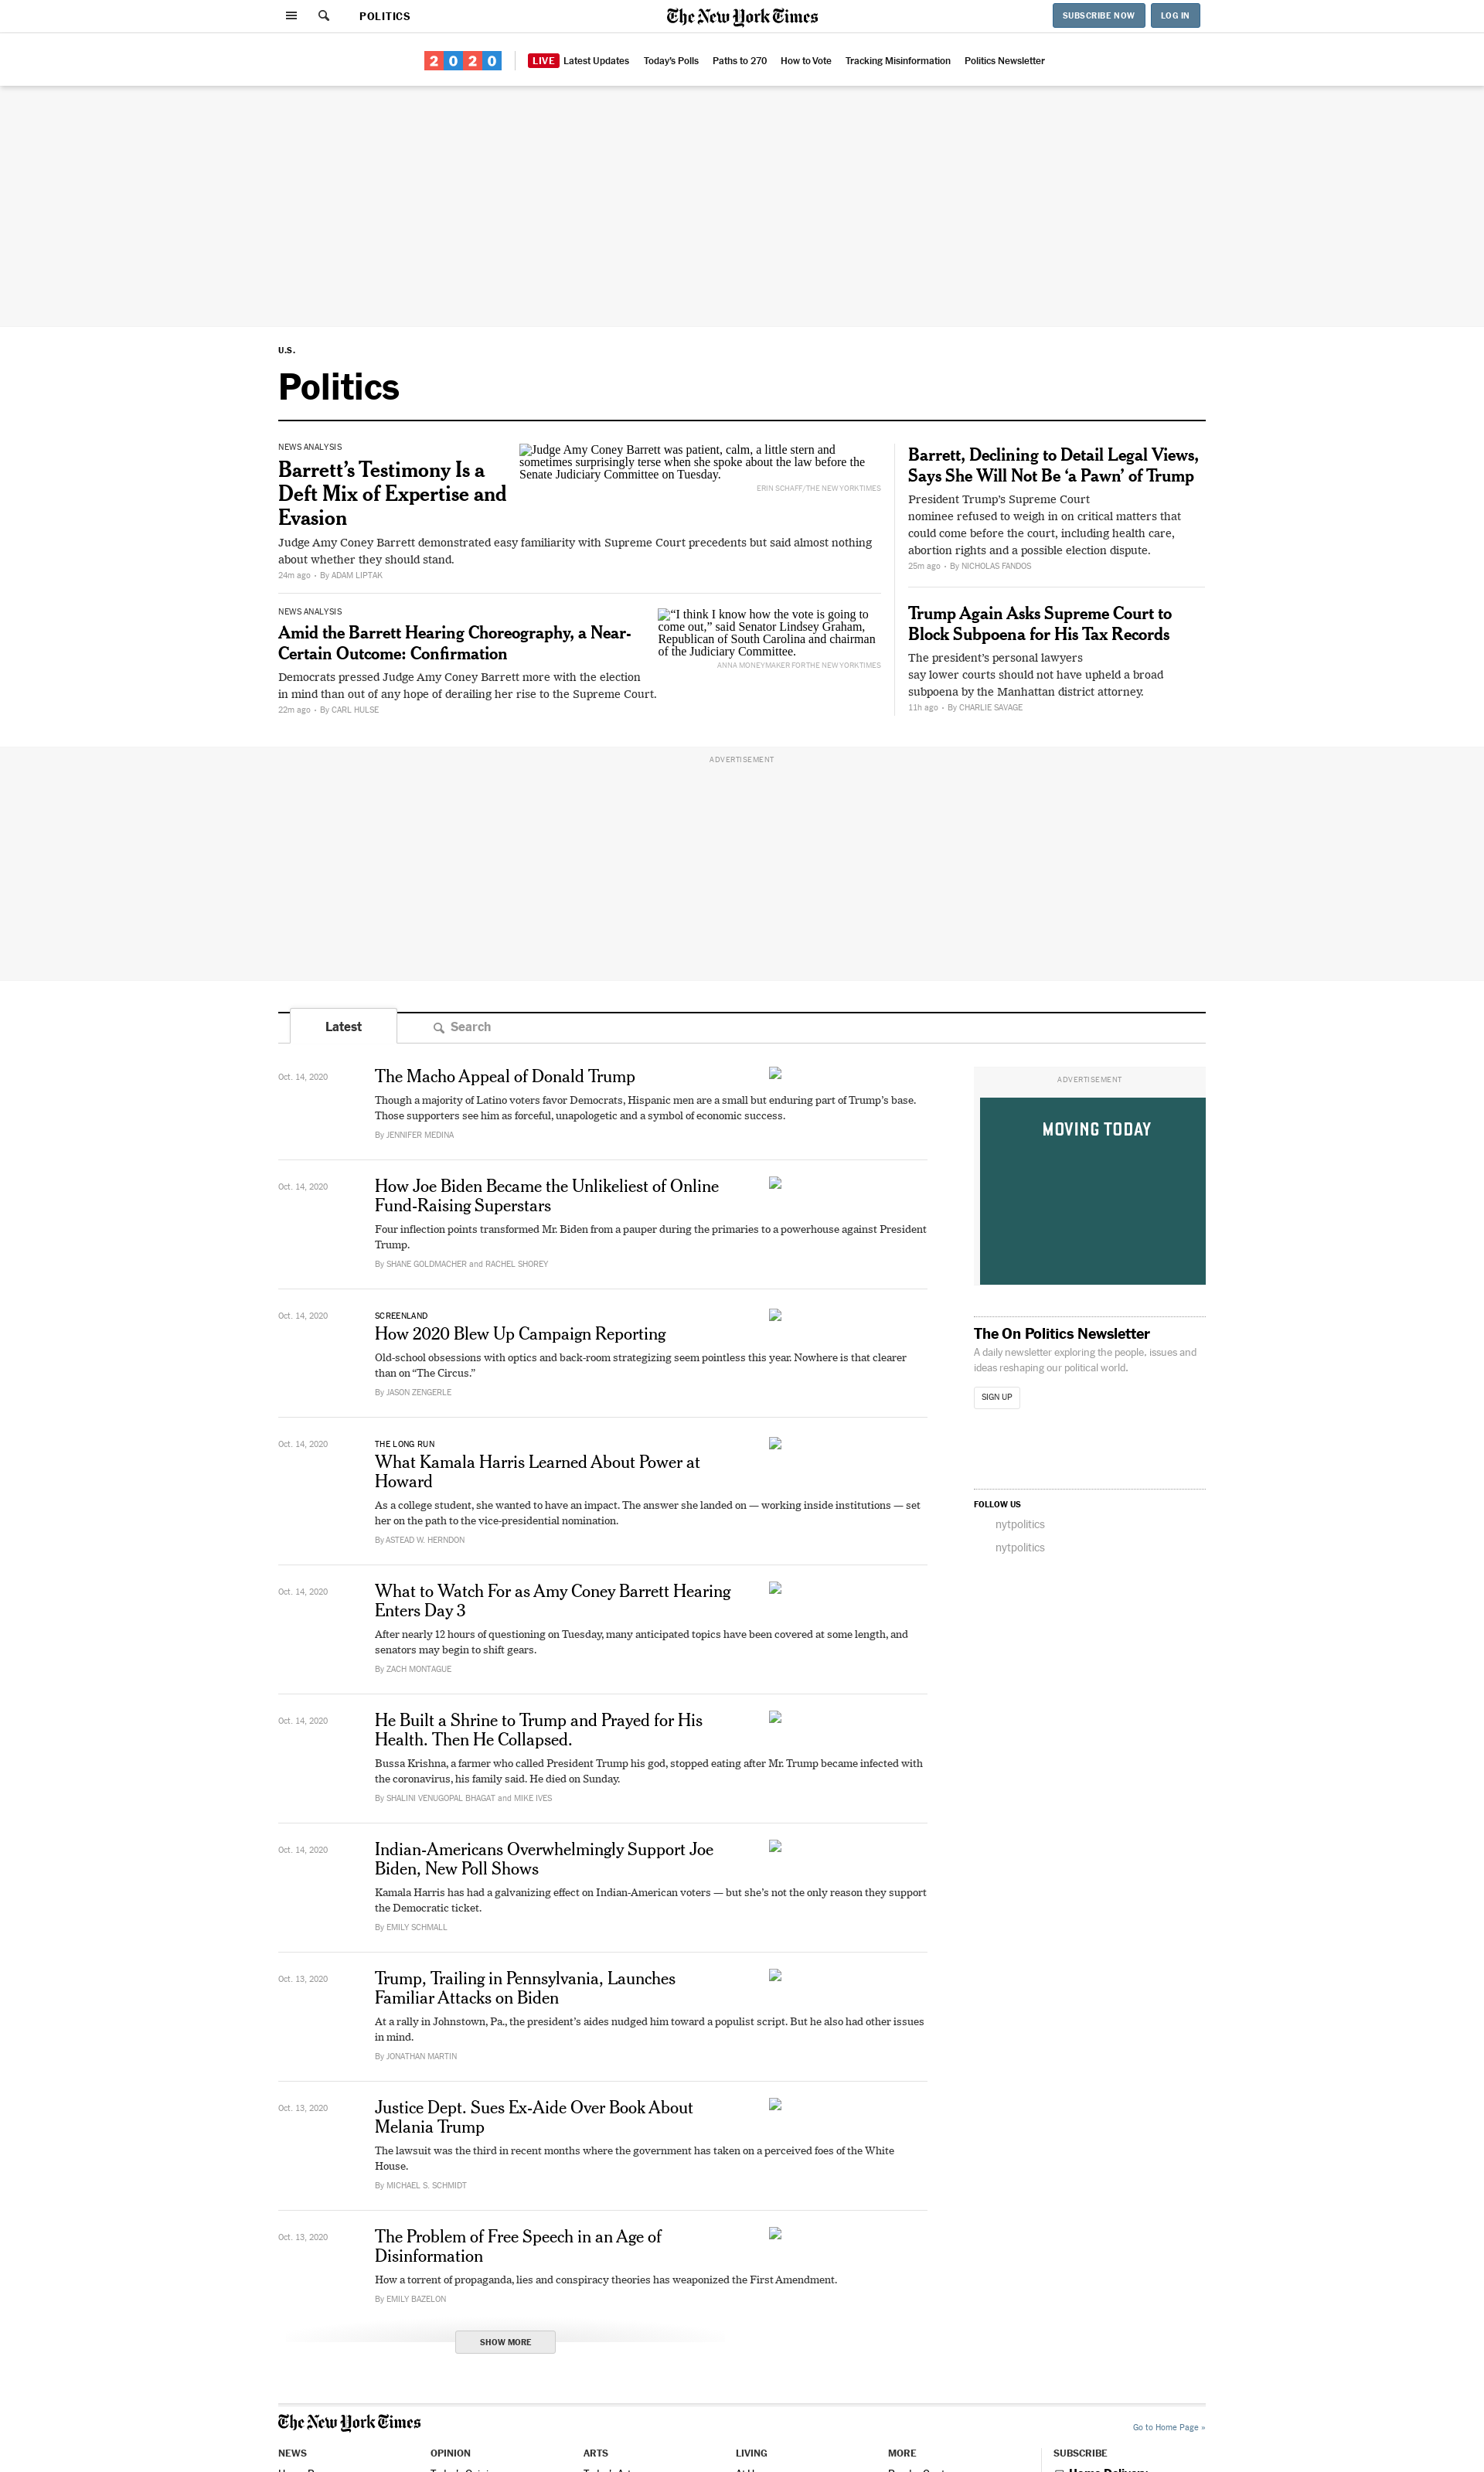 POLITICS
The New York Times
SUBSCRIBE NOW
LOG IN
2020
LIVE Latest Updates
Today's Polls
Paths to 270
How to Vote
Tracking Misinformation
Politics Newsletter
U.S.
Politics
NEWS ANALYSIS
Barrett’s Testimony Is a
Deft Mix of Expertise and
Evasion
Judge Amy Coney Barrett was patient, calm, a little stern and
sometimes surprisingly terse when she spoke about the law before the
Senate Judiciary Committee on Tuesday.
ERIN SCHAFF/THE NEW YORK TIMES
Judge Amy Coney Barrett demonstrated easy familiarity with Supreme Court precedents but said almost nothing
about whether they should stand.
24m ago • By ADAM LIPTAK
NEWS ANALYSIS
Amid the Barrett Hearing Choreography, a Near-
Certain Outcome: Confirmation
“I think I know how the vote is going to
come out,” said Senator Lindsey Graham,
Republican of South Carolina and chairman
of the Judiciary Committee.
ANNA MONEYMAKER FOR THE NEW YORK TIMES
Democrats pressed Judge Amy Coney Barrett more with the election
in mind than out of any hope of derailing her rise to the Supreme Court.
22m ago • By CARL HULSE
Barrett, Declining to Detail Legal Views,
Says She Will Not Be ‘a Pawn’ of Trump
President Trump’s Supreme Court
nominee refused to weigh in on critical matters that
could come before the court, including health care,
abortion rights and a possible election dispute.
25m ago • By NICHOLAS FANDOS
Trump Again Asks Supreme Court to
Block Subpoena for His Tax Records
The president’s personal lawyers
say lower courts should not have upheld a broad
subpoena by the Manhattan district attorney.
11h ago • By CHARLIE SAVAGE
ADVERTISEMENT
Latest
Search
Oct. 14, 2020
The Macho Appeal of Donald Trump
Though a majority of Latino voters favor Democrats, Hispanic men are a small but enduring part of Trump’s base.
Those supporters see him as forceful, unapologetic and a symbol of economic success.
By JENNIFER MEDINA
Oct. 14, 2020
How Joe Biden Became the Unlikeliest of Online
Fund-Raising Superstars
Four inflection points transformed Mr. Biden from a pauper during the primaries to a powerhouse against President
Trump.
By SHANE GOLDMACHER and RACHEL SHOREY
Oct. 14, 2020
SCREENLAND
How 2020 Blew Up Campaign Reporting
Old-school obsessions with optics and back-room strategizing seem pointless this year. Nowhere is that clearer
than on “The Circus.”
By JASON ZENGERLE
Oct. 14, 2020
THE LONG RUN
What Kamala Harris Learned About Power at
Howard
As a college student, she wanted to have an impact. The answer she landed on — working inside institutions — set
her on the path to the vice-presidential nomination.
By ASTEAD W. HERNDON
Oct. 14, 2020
What to Watch For as Amy Coney Barrett Hearing
Enters Day 3
After nearly 12 hours of questioning on Tuesday, many anticipated topics have been covered at some length, and
senators may begin to shift gears.
By ZACH MONTAGUE
Oct. 14, 2020
He Built a Shrine to Trump and Prayed for His
Health. Then He Collapsed.
Bussa Krishna, a farmer who called President Trump his god, stopped eating after Mr. Trump became infected with
the coronavirus, his family said. He died on Sunday.
By SHALINI VENUGOPAL BHAGAT and MIKE IVES
Oct. 14, 2020
Indian-Americans Overwhelmingly Support Joe
Biden, New Poll Shows
Kamala Harris has had a galvanizing effect on Indian-American voters — but she’s not the only reason they support
the Democratic ticket.
By EMILY SCHMALL
Oct. 13, 2020
Trump, Trailing in Pennsylvania, Launches
Familiar Attacks on Biden
At a rally in Johnstown, Pa., the president’s aides nudged him toward a populist script. But he also had other issues
in mind.
By JONATHAN MARTIN
Oct. 13, 2020
Justice Dept. Sues Ex-Aide Over Book About
Melania Trump
The lawsuit was the third in recent months where the government has taken on a perceived foes of the White
House.
By MICHAEL S. SCHMIDT
Oct. 13, 2020
The Problem of Free Speech in an Age of
Disinformation
How a torrent of propaganda, lies and conspiracy theories has weaponized the First Amendment.
By EMILY BAZELON
SHOW MORE
ADVERTISEMENT
MOVING TODAY
The On Politics Newsletter
A daily newsletter exploring the people, issues and
ideas reshaping our political world.
SIGN UP
FOLLOW US
nytpolitics
nytpolitics
The New York Times
Go to Home Page »
NEWS
OPINION
ARTS
LIVING
MORE
SUBSCRIBE